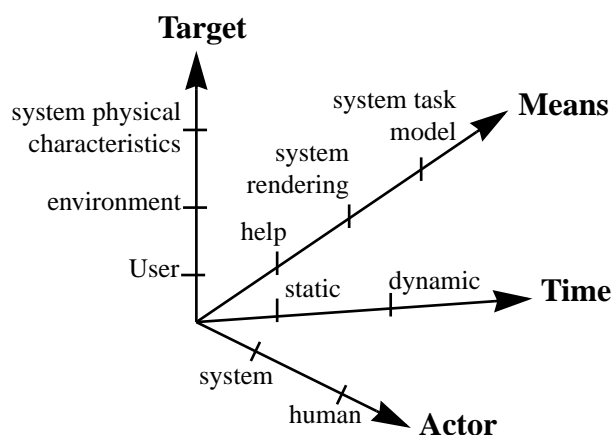 Target
system physical
characteristics
environment
User
system task
model
Means
system
rendering
help
static
dynamic
Time
system
human
Actor